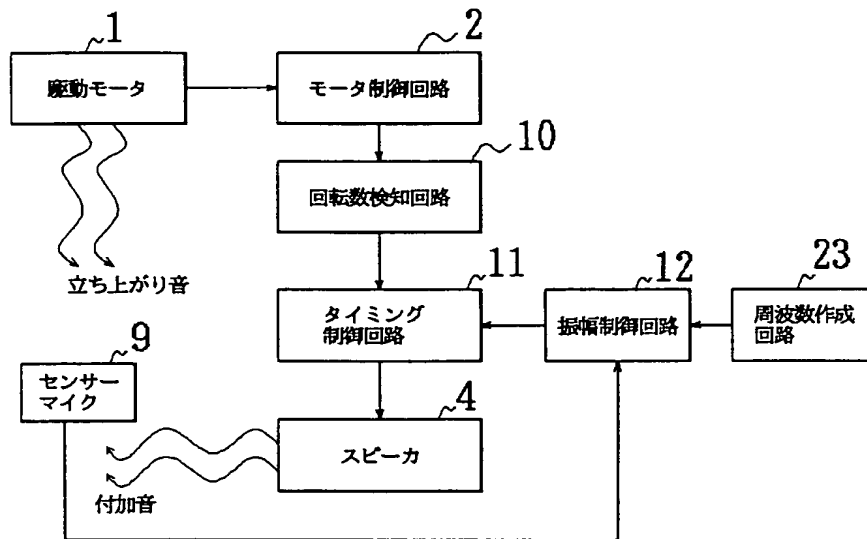 1
駆動モータ
2
モータ制御回路
10
回転数検知回路
立ち上がり音
11
タイミング
制御回路
12
振幅制御回路
23
周波数作成
回路
9
センサー
マイク
4
スピーカ
付加音